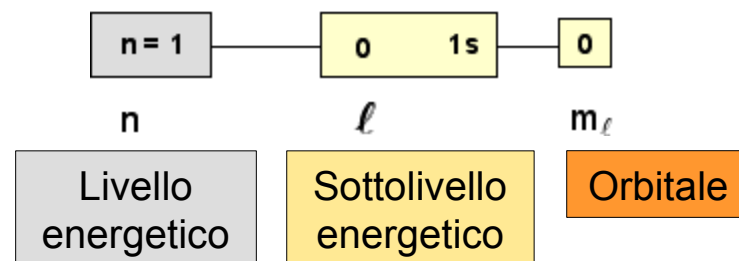 n = 1 0 1s 0
n ℓ mℓ
Livello energetico
Sottolivello energetico
Orbitale